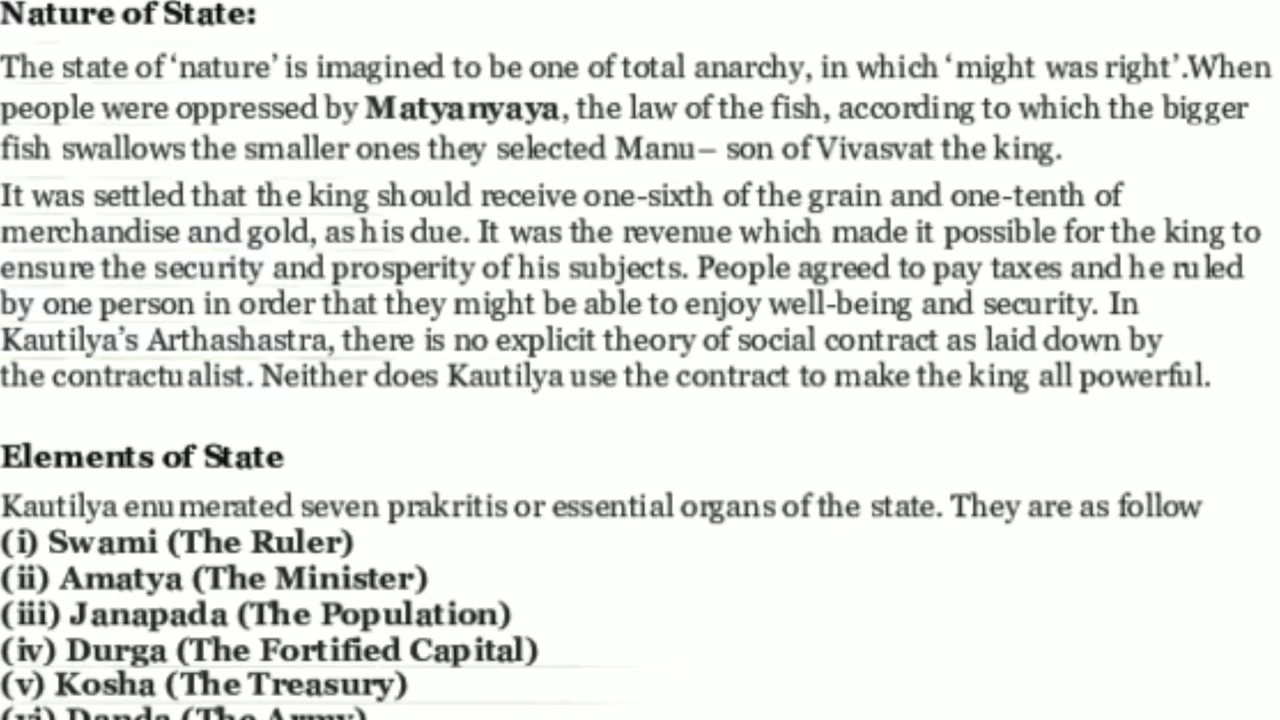 Nature of State:
The state of ‘nature’ is imagined to be one of total anarchy, in which ‘might was right’.When
people were oppressed by Matyanyaya, the law of the fish, according to which the bigger
fish swallows the smaller ones they selected Manu– son of Vivasvat the king.
It was settled that the king should receive one-sixth of the grain and one-tenth of
merchandise and gold, as his due. It was the revenue which made it possible for the king to
ensure the security and prosperity of his subjects. People agreed to pay taxes and he ruled
by one person in order that they might be able to enjoy well-being and security. In
Kautilya’s Arthashastra, there is no explicit theory of social contract as laid down by
the contractualist. Neither does Kautilya use the contract to make the king all powerful.
Elements of State
Kautilya enumerated seven prakritis or essential organs of the state. They are as follow
(i) Swami (The Ruler)
(ii) Amatya (The Minister)
(iii) Janapada (The Population)
(iv) Durga (The Fortified Capital)
(v) Kosha (The Treasury)
(vi) Danda (The Army)